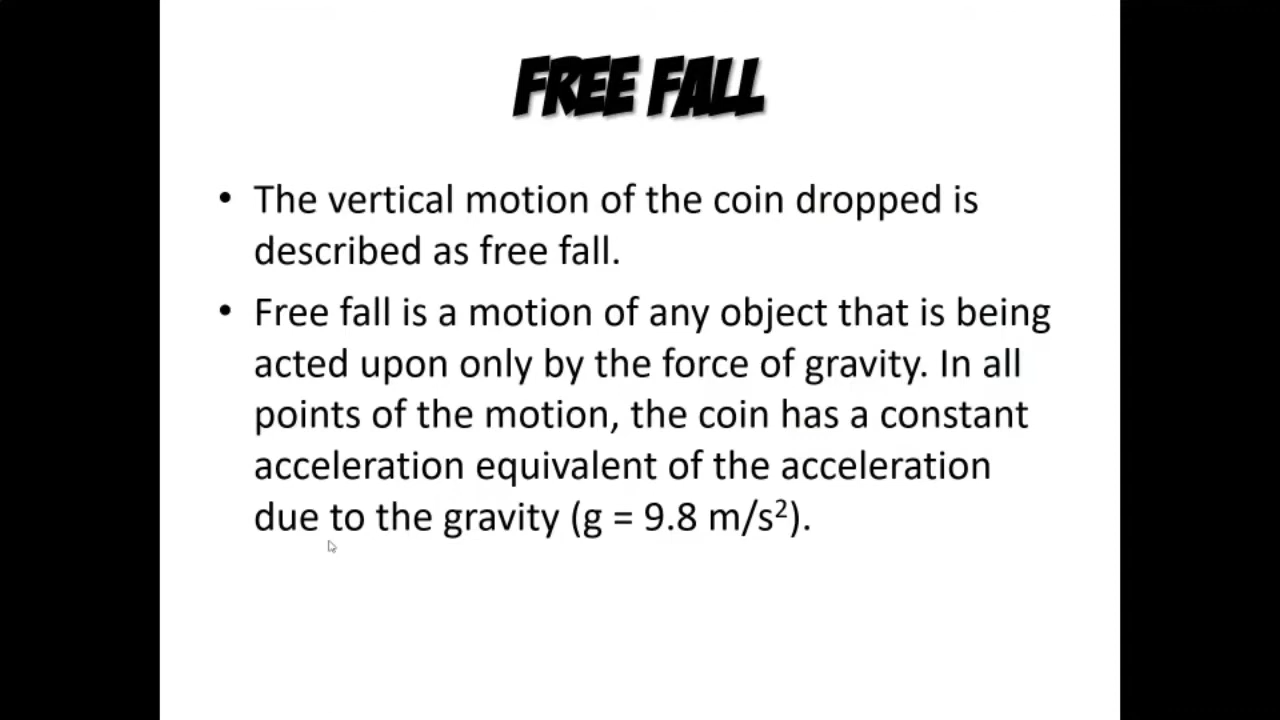 FREE FALL
• The vertical motion of the coin dropped is
described as free fall.
• Free fall is a motion of any object that is being
acted upon only by the force of gravity. In all
points of the motion, the coin has a constant
acceleration equivalent of the acceleration
due to the gravity (g = 9.8 m/s²).